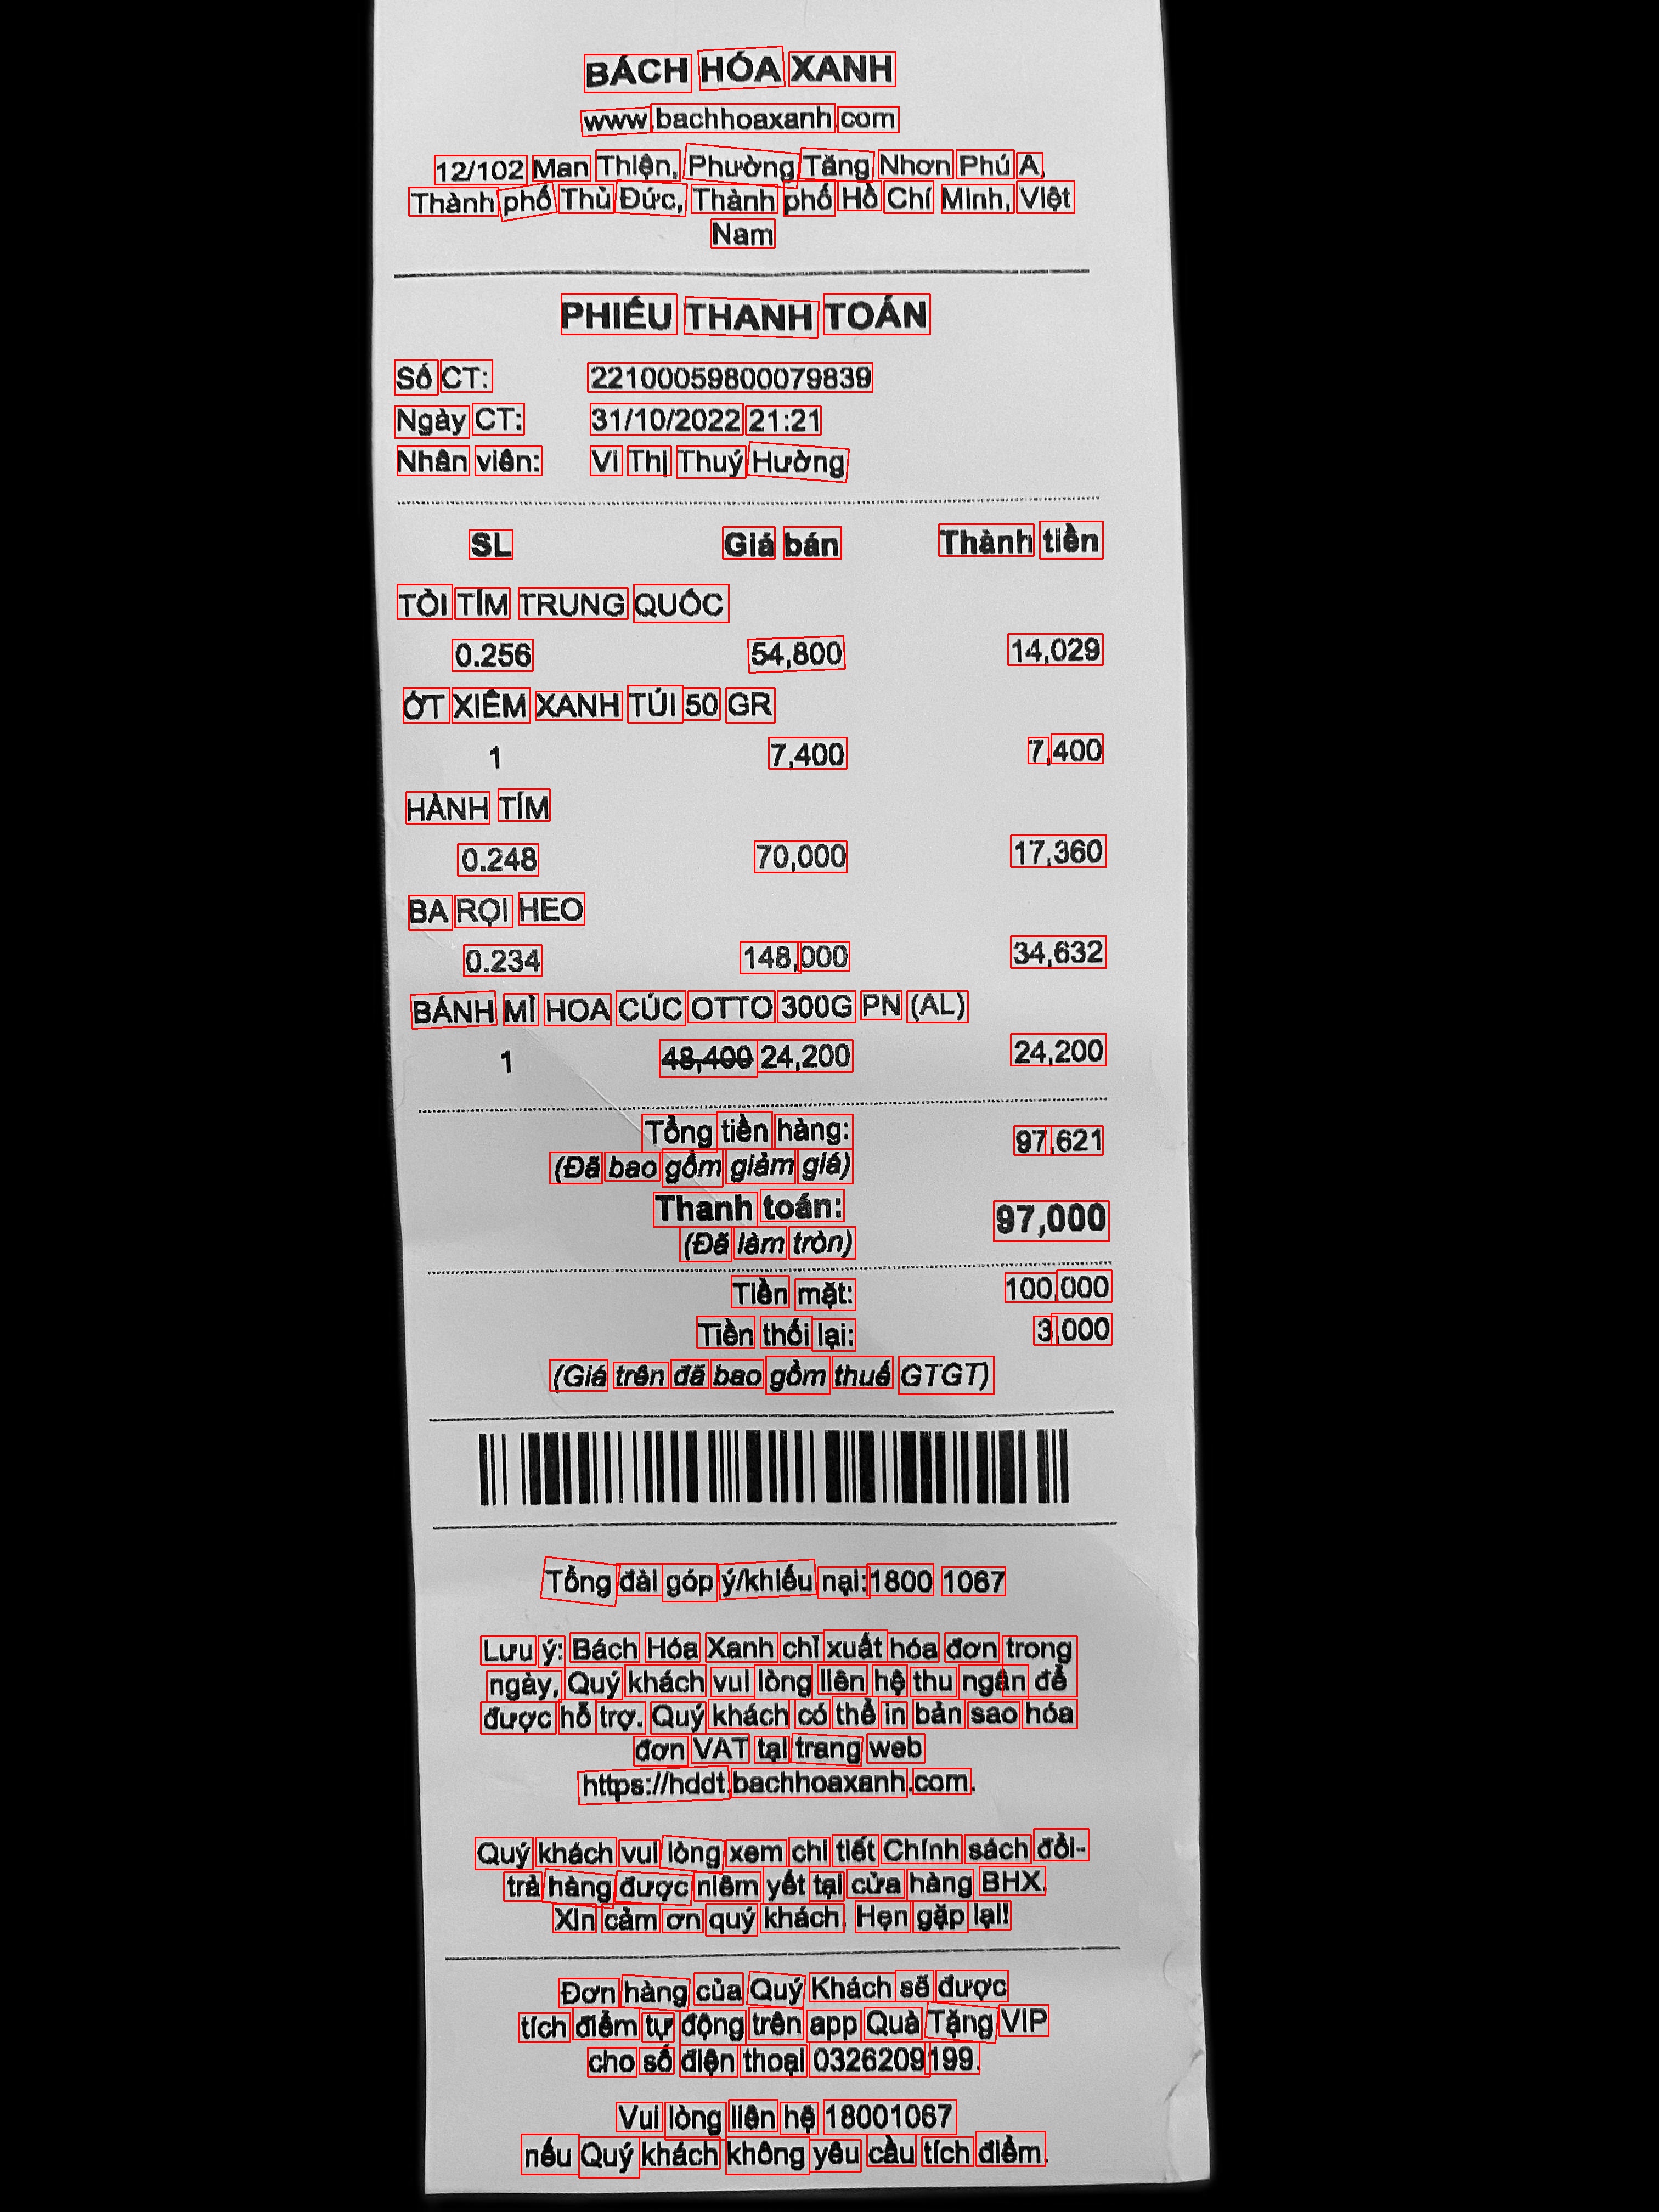 BÁCH HÓA XANH
www.bachhoaxanh.com
12/102 Man Thiện, Phường Tăng Nhơn Phú A,
Thành phố Thủ Đức, Thành phố Hồ Chí Minh, Việt
Nam
PHIẾU THANH TOÁN
Số CT: 22100059800079839
Ngày CT: 31/10/2022 21:21
Nhân viên: Vi Thị Thuý Hường
SL Giá bán Thành tiền
TỎI TÍM TRUNG QUỐC
0.256 54,800 14,029
ỚT XIÊM XANH TÚI 50 GR
1 7,400 7,400
HÀNH TÍM
0.248 70,000 17,360
BA RỌI HEO
0.234 148,000 34,632
BÁNH MÌ HOA CÚC OTTO 300G PN (AL)
1 48,400 24,200 24,200
Tổng tiền hàng: 97,621
(Đã bao gồm giảm giá)
Thanh toán: 97,000
(Đã làm tròn)
Tiền mặt: 100,000
Tiền thối lại: 3,000
(Giá trên đã bao gồm thuế GTGT)
Tổng đài góp ý/khiếu nại:1800 1067
Lưu ý: Bách Hóa Xanh chỉ xuất hóa đơn trong
ngày, Quý khách vui lòng liên hệ thu ngân để
được hỗ trợ. Quý khách có thể in bản sao hóa
đơn VAT tại trang web
https://hddt.bachhoaxanh.com.
Quý khách vui lòng xem chi tiết Chính sách đổi-
trả hàng được niêm yết tại cửa hàng BHX.
Xin cảm ơn quý khách. Hẹn gặp lại!
Đơn hàng của Quý Khách sẽ được
tích điểm tự động trên app Quà Tặng VIP
cho số điện thoại 0326209199.
Vui lòng liên hệ 18001067
nếu Quý khách không yêu cầu tích điểm.